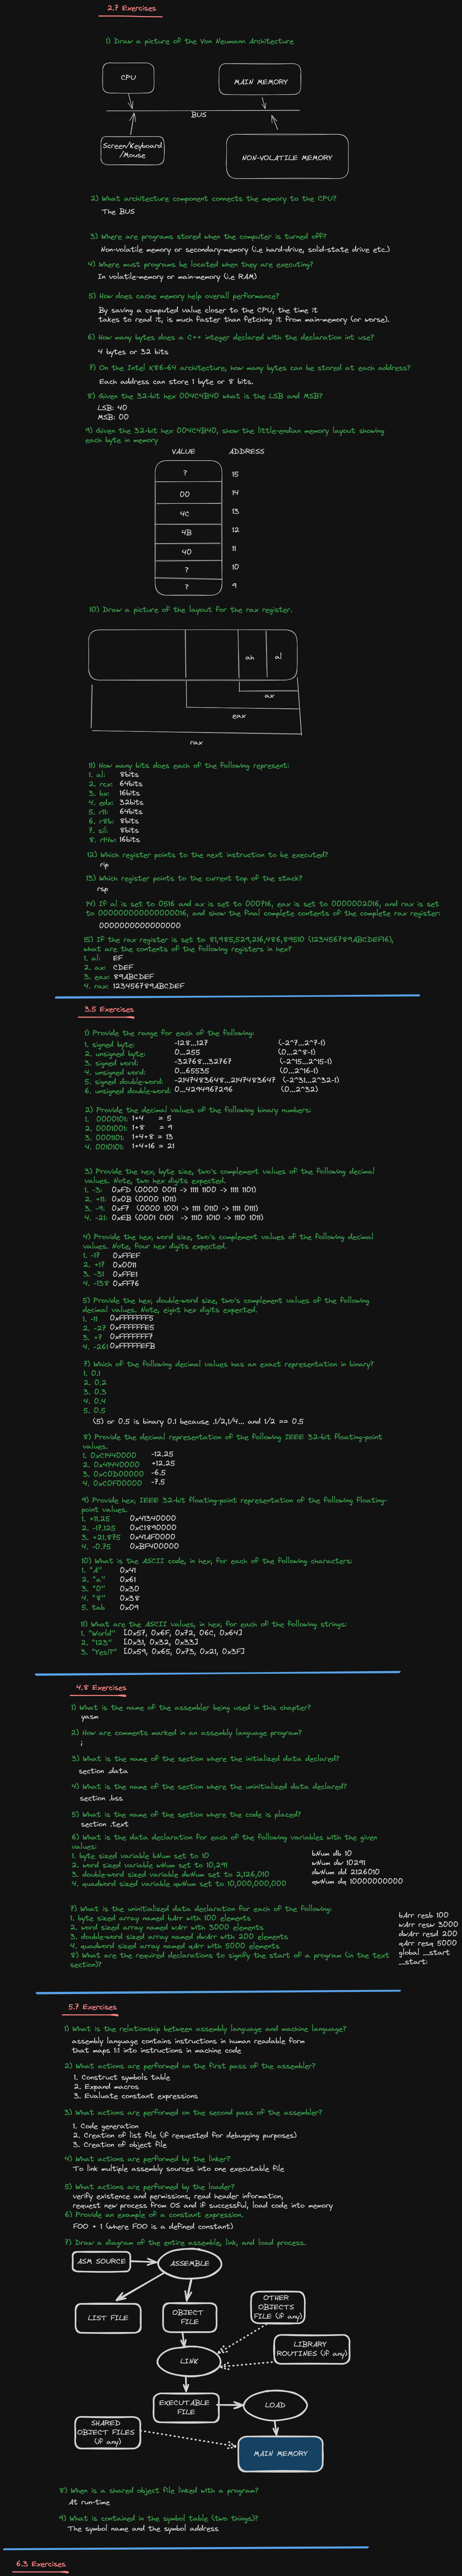 2.7 Exercises
1) Draw a picture of the Von Neumann Architecture
CPU
MAIN MEMORY
BUS
Screen/Keyboard
/Mouse
NON-VOLATILE MEMORY
2) What architecture component connects the memory to the CPU?
The BUS
3) Where are programs stored when the computer is turned off?
Non-volatile memory or secondary-memory (i.e hard-drive, solid-state drive etc.)
4) Where must programs be located when they are executing?
In volatile-memory or main-memory (i.e RAM)
5) How does cache memory help overall performance?
By saving a computed value closer to the CPU, the time it
takes to read it, is much faster than fetching it from main-memory (or worse).
6) How many bytes does a C++ integer declared with the declaration int use?
4 bytes or 32 bits
7) On the Intel X86-64 architecture, how many bytes can be stored at each address?
Each address can store 1 byte or 8 bits.
8) Given the 32-bit hex 004C4B40 what is the LSB and MSB?
LSB: 40
MSB: 00
9) Given the 32-bit hex 004C4B40, show the little-endian memory layout showing
each byte in memory
VALUE ADDRESS
? 15
00 14
4C 13
4B 12
40 11
? 10
? 9
10) Draw a picture of the layout for the rax register.
ah al
ax
eax
rax
11) How many bits does each of the following represent:
1. al: 8bits
2. rcx: 64bits
3. bx: 16bits
4. edx: 32bits
5. r11: 64bits
6. r8b: 8bits
7. sil: 8bits
8. r14w: 16bits
12) Which register points to the next instruction to be executed?
rip
13) Which register points to the current top of the stack?
rsp
14) If al is set to 0516 and ax is set to 000716, eax is set to 0000002016, and rax is set
to 000000000000000016, and show the final complete contents of the complete rax register:
0000000000000000
15) If the rax register is set to 81,985,529,216,486,89510 (123456789ABCDEF16),
what are the contents of the following registers in hex?
1. al: EF
2. ax: CDEF
3. eax: 89ABCDEF
4. rax: 123456789ABCDEF
3.5 Exercises
1) Provide the range for each of the following:
1. signed byte: -128...127 (-2^7...2^7-1)
2. unsigned byte: 0...255 (0...2^8-1)
3. signed word: -32768...32767 (-2^15...2^15-1)
4. unsigned word: 0...65535 (0...2^16-1)
5. signed double-word: -2147483648...2147483647 (-2^31...2^32-1)
6. unsigned double-word: 0...4294967296 (0...2^32)
2) Provide the decimal values of the following binary numbers:
1. 0000101: 1+4 = 5
2. 0001001: 1+8 = 9
3. 0001101: 1+4+8 = 13
4. 0010101: 1+4+16 = 21
3) Provide the hex, byte size, two's complement values of the following decimal
values. Note, two hex digits expected.
1. -3: 0xFD (0000 0011 -> 1111 1100 -> 1111 1101)
2. +11: 0x0B (0000 1011)
3. -9: 0xF7 (0000 1001 -> 1111 0110 -> 1111 0111)
4. -21: 0xEB (0001 0101 -> 1110 1010 -> 1110 1011)
4) Provide the hex, word size, two's complement values of the following decimal
values. Note, four hex digits expected.
1. -17 0xFFEF
2. +17 0x0011
3. -31 0xFFE1
4. -138 0xFF76
5) Provide the hex, double-word size, two's complement values of the following
decimal values. Note, eight hex digits expected.
1. -11 0xFFFFFFF5
2. -27 0xFFFFFFE5
3. +7 0xFFFFFFF7
4. -261 0xFFFFFEFB
7) Which of the following decimal values has an exact representation in binary?
1. 0.1
2. 0.2
3. 0.3
4. 0.4
5. 0.5
(5) or 0.5 is binary 0.1 because .1/2,1/4... and 1/2 == 0.5
8) Provide the decimal representation of the following IEEE 32-bit floating-point
values.
1. 0xC1440000 -12.25
2. 0x41440000 +12.25
3. 0xC0D00000 -6.5
4. 0xC0F00000 -7.5
9) Provide hex, IEEE 32-bit floating-point representation of the following floating-
point values.
1. +11.25 0x41340000
2. -17.125 0xC1890000
3. +21.875 0x41AF0000
4. -0.75 0xBF400000
10) What is the ASCII code, in hex, for each of the following characters:
1. "A" 0x41
2. "a" 0x61
3. "0" 0x30
4. "8" 0x38
5. tab 0x09
11) What are the ASCII values, in hex, for each of the following strings:
1. "World" [0x57, 0x6F, 0x72, 06C, 0x64]
2. "123" [0x31, 0x32, 0x33]
3. "Yes!?" [0x59, 0x65, 0x73, 0x21, 0x3F]
4.8 Exercises
1) What is the name of the assembler being used in this chapter?
yasm
2) How are comments marked in an assembly language program?
;
3) What is the name of the section where the initialized data declared?
section .data
4) What is the name of the section where the uninitialized data declared?
section .bss
5) What is the name of the section where the code is placed?
section .text
6) What is the data declaration for each of the following variables with the given
values:
1. byte sized variable bNum set to 10 bNum db 10
2. word sized variable wNum set to 10,291 wNum dw 10291
3. double-word sized variable dwNum set to 2,126,010 dwNum dd 2126010
4. quadword sized variable qwNum set to 10,000,000,000 qwNum dq 10000000000
7) What is the uninitialized data declaration for each of the following:
1. byte sized array named bArr with 100 elements bArr resb 100
2. word sized array named wArr with 3000 elements wArr resw 3000
3. double-word sized array named dwArr with 200 elements dwArr resd 200
4. quadword sized array named qArr with 5000 elements qArr resq 5000
8) What are the required declarations to signify the start of a program (in the text
section)?
global _start
_start:
5.7 Exercises
1) What is the relationship between assembly language and machine language?
assembly language contains instructions in human readable form
that maps 1:1 into instructions in machine code
2) What actions are performed on the first pass of the assembler?
1. Construct symbols table
2. Expand macros
3. Evaluate constant expressions
3) What actions are performed on the second pass of the assembler?
1. Code generation
2. Creation of list file (if requested for debugging purposes)
3. Creation of object file
4) What actions are performed by the linker?
To link multiple assembly sources into one executable file
5) What actions are performed by the loader?
verify existence and permissions, read header information,
request new process from OS and if successful, load code into memory
6) Provide an example of a constant expression.
FOO + 1 (where FOO is a defined constant)
7) Draw a diagram of the entire assemble, link, and load process.
ASM SOURCE
ASSEMBLE
LIST FILE
OBJECT
FILE
OTHER
OBJECTS
FILE (if any)
LINK
LIBRARY
ROUTINES (if any)
EXECUTABLE
FILE
LOAD
SHARED
OBJECT FILES
(if any)
MAIN MEMORY
8) When is a shared object file linked with a program?
At run-time
9) What is contained in the symbol table (two things)?
The symbol name and the symbol address
6.3 Exercises